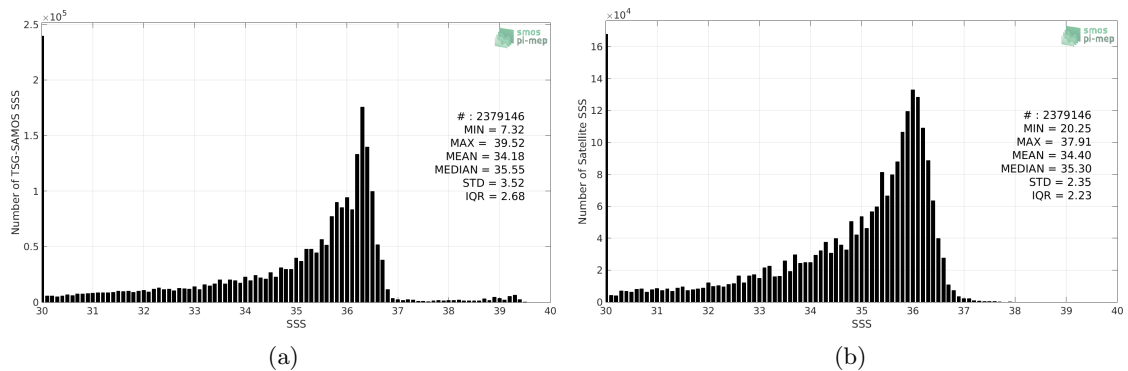 ×10⁵
2.5
2
1.5
1
0.5
0
Number of TSG-SAMOS SSS
smos
pi-mep
# : 2379146
MIN = 7.32
MAX = 39.52
MEAN = 34.18
MEDIAN = 35.55
STD = 3.52
IQR = 2.68
30 31 32 33 34 35 36 37 38 39 40
SSS
(a)
×10⁴
16
14
12
10
8
6
4
2
0
Number of Satellite SSS
smos
pi-mep
# : 2379146
MIN = 20.25
MAX = 37.91
MEAN = 34.40
MEDIAN = 35.30
STD = 2.35
IQR = 2.23
30 31 32 33 34 35 36 37 38 39 40
SSS
(b)